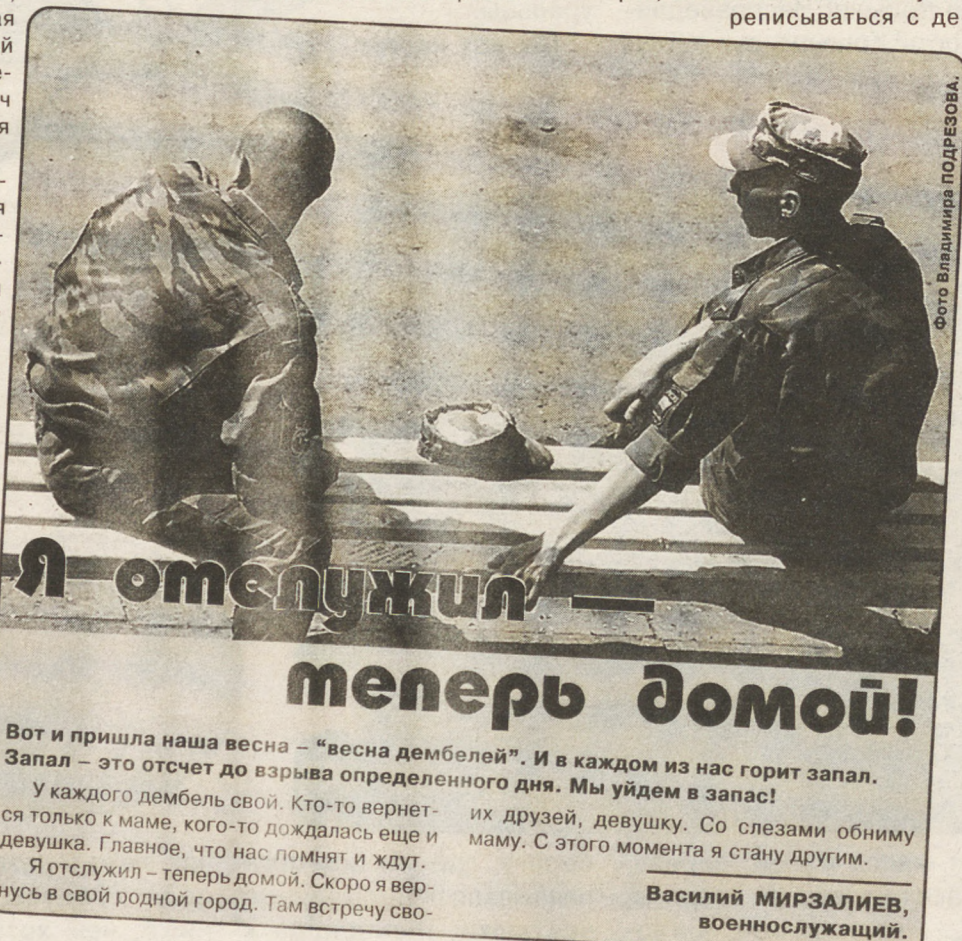 реписываться с де
ая
й
е-
ч
я
Фото Владимира ПОДРЕЗОВА.
Я отслужил —
теперь домой!
Вот и пришла наша весна – “весна дембелей”. И в каждом из нас горит запал.
Запал – это отсчет до взрыва определенного дня. Мы уйдем в запас!
У каждого дембель свой. Кто-то вернет-
ся только к маме, кого-то дождалась еще и
девушка. Главное, что нас помнят и ждут.
Я отслужил – теперь домой. Скоро я вер-
нусь в свой родной город. Там встречу сво-
их друзей, девушку. Со слезами обниму
маму. С этого момента я стану другим.
Василий МИРЗАЛИЕВ,
военнослужащий.